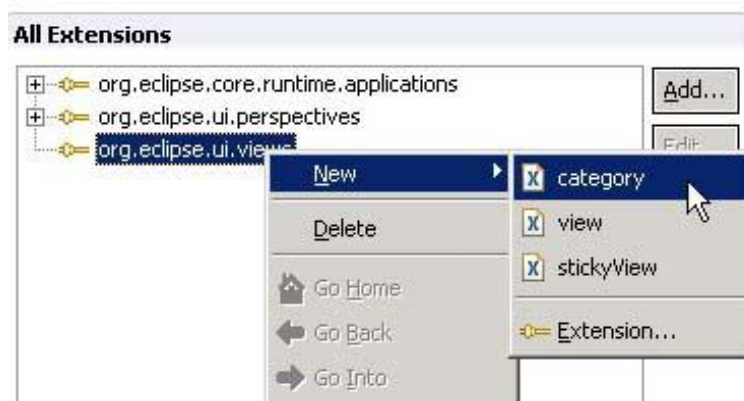 All Extensions
org.eclipse.core.runtime.applications
Add...
org.eclipse.ui.perspectives
org.eclipse.ui.views
Edit
New
category
Delete
view
stickyView
Go Home
Go Back
Extension...
Go Into